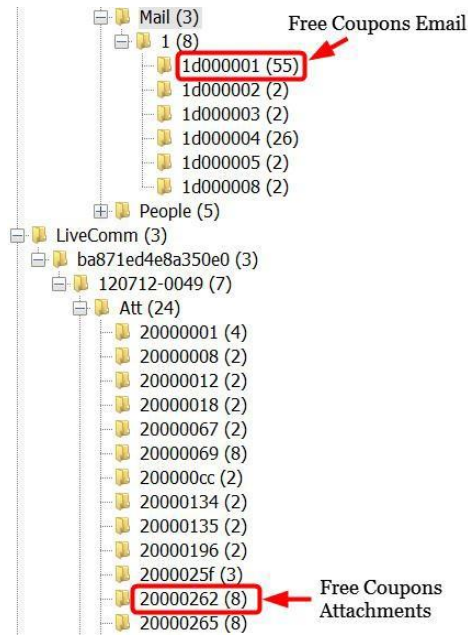 Mail (3)
Free Coupons Email
1 (8)
1d000001 (55)
1d000002 (2)
1d000003 (2)
1d000004 (26)
1d000005 (2)
1d000008 (2)
People (5)
LiveComm (3)
ba871ed4e8a350e0 (3)
120712-0049 (7)
Att (24)
20000001 (4)
20000008 (2)
20000012 (2)
20000018 (2)
20000067 (2)
20000069 (8)
200000cc (2)
20000134 (2)
20000135 (2)
20000196 (2)
2000025f (3)
20000262 (8)
Free Coupons
Attachments
20000265 (8)